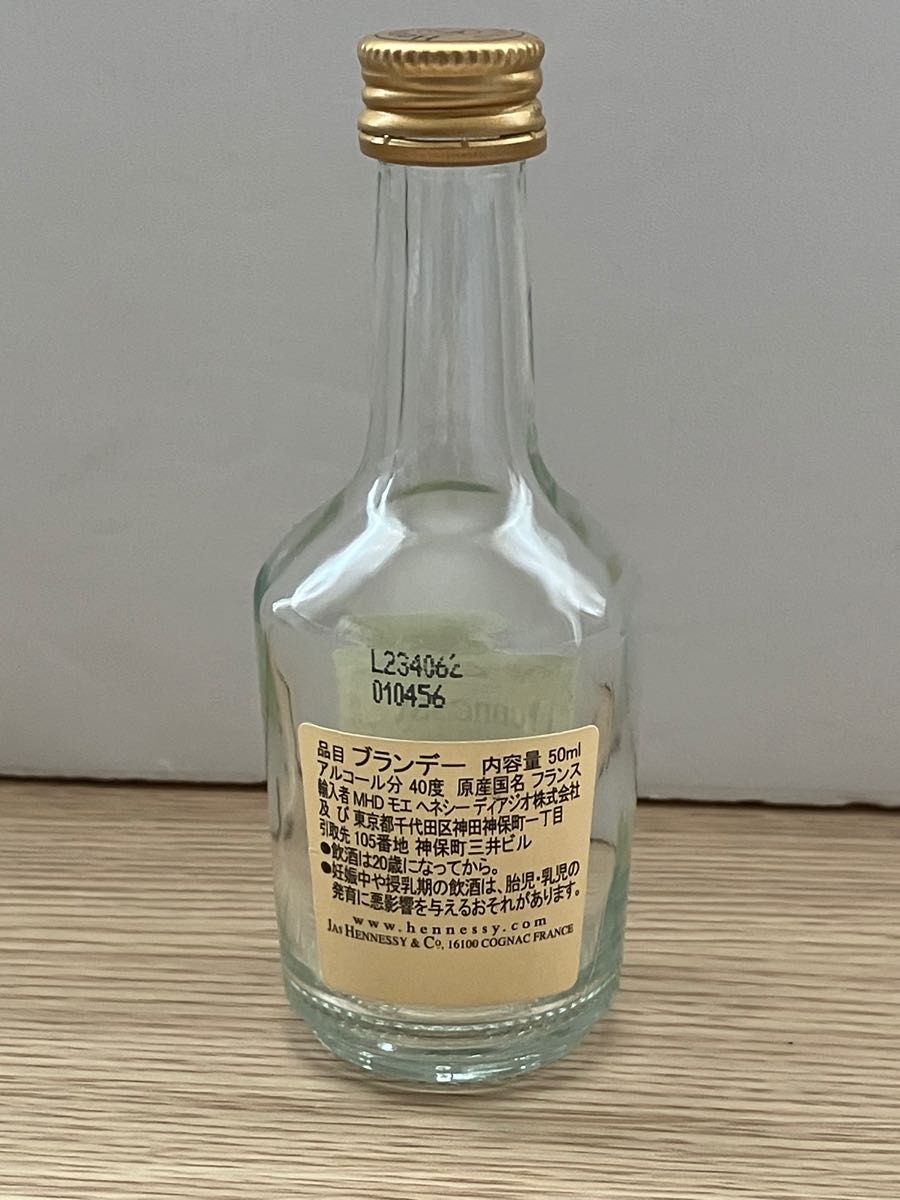 L234062
010456
品目 ブランデー 内容量 50ml
アルコール分 40度 原産国名 フランス
輸入者 MHD モエ ヘネシー ディアジオ株式会社
及び 東京都千代田区神田神保町一丁目
引取先 105番地 神保町三井ビル
●飲酒は20歳になってから。
●妊娠中や授乳期の飲酒は、胎児・乳児の
発育に悪影響を与えるおそれがあります。
www.hennessy.com
JAS HENNESSY & Co, 16100 COGNAC FRANCE